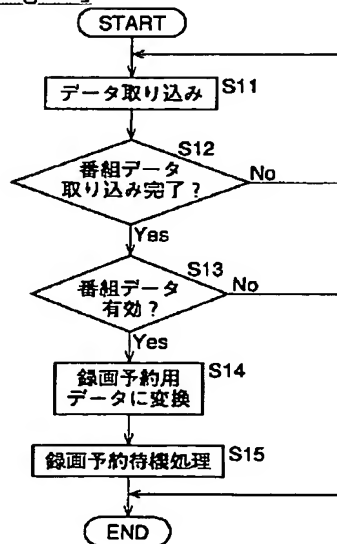 START
データ取り込み
S11
S12
番組データ
取り込み完了?
No
Yes
S13
番組データ
有効?
No
Yes
S14
録画予約用
データに変換
S15
録画予約待機処理
END